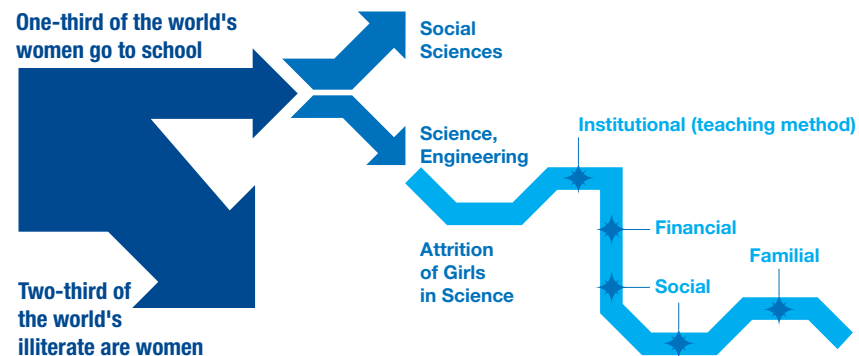 One-third of the world's
women go to school
Social
Sciences
Science,
Engineering
Institutional (teaching method)
Attrition
of Girls
in Science
Financial
Familial
Social
Two-third of
the world's
illiterate are women